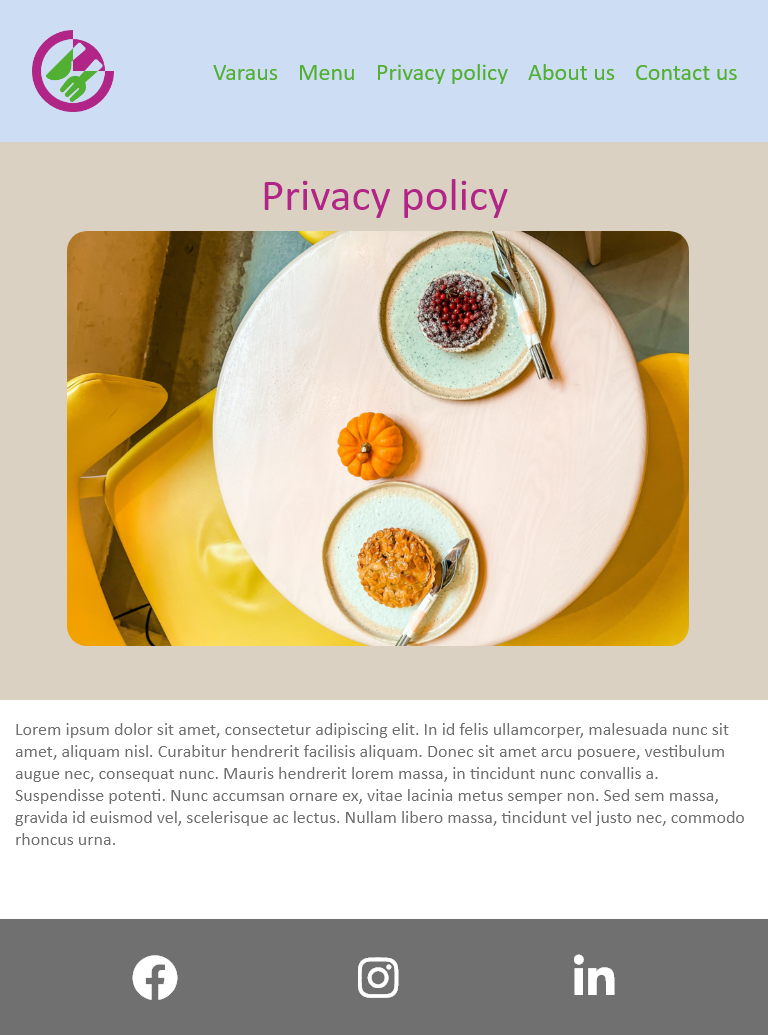 Varaus Menu Privacy policy About us Contact us
Privacy policy
Lorem ipsum dolor sit amet, consectetur adipiscing elit. In id felis ullamcorper, malesuada nunc sit
amet, aliquam nisl. Curabitur hendrerit facilisis aliquam. Donec sit amet arcu posuere, vestibulum
augue nec, consequat nunc. Mauris hendrerit lorem massa, in tincidunt nunc convallis a.
Suspendisse potenti. Nunc accumsan ornare ex, vitae lacinia metus semper non. Sed sem massa,
gravida id euismod vel, scelerisque ac lectus. Nullam libero massa, tincidunt vel justo nec, commodo
rhoncus urna.